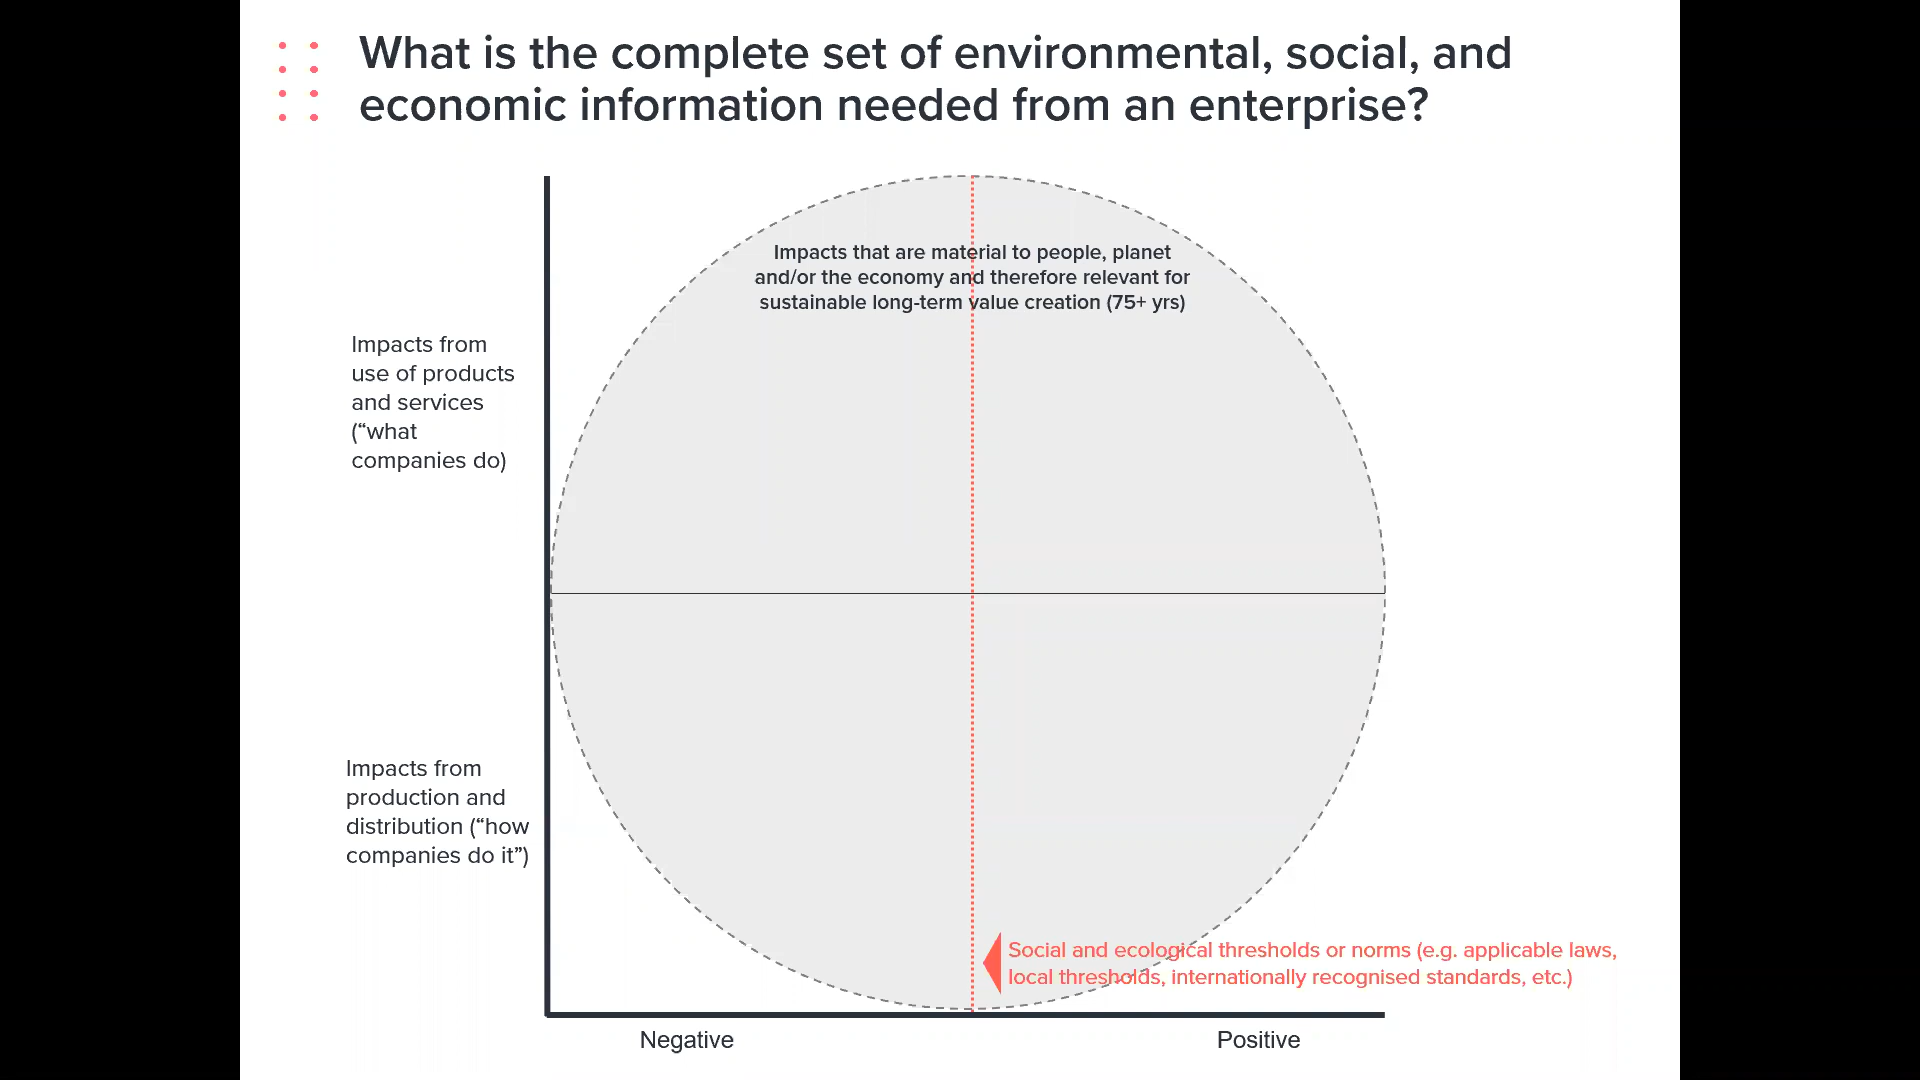 What is the complete set of environmental, social, and
economic information needed from an enterprise?
Impacts that are material to people, planet
and/or the economy and therefore relevant for
sustainable long-term value creation (75+ yrs)
Impacts from
use of products
and services
(“what
companies do)
Impacts from
production and
distribution (“how
companies do it”)
Social and ecological thresholds or norms (e.g. applicable laws,
local thresholds, internationally recognised standards, etc.)
Negative
Positive